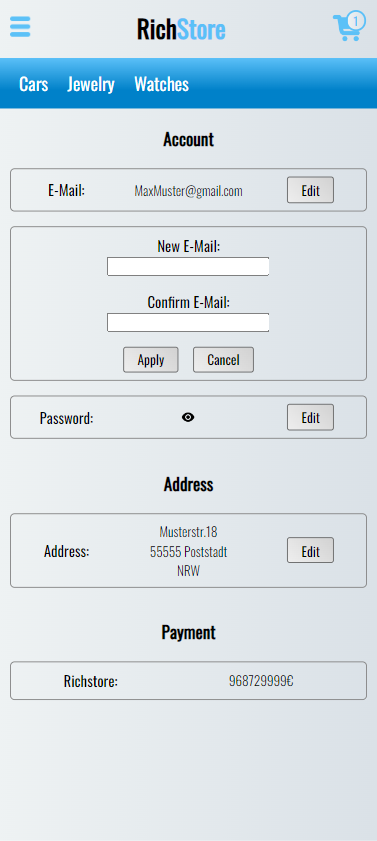 RichStore
1
Cars Jewelry Watches
Account
E-Mail: MaxMuster@gmail.com Edit
New E-Mail:
Confirm E-Mail:
Apply Cancel
Password: Edit
Address
Address:
Musterstr.18
55555 Poststadt
NRW
Edit
Payment
Richstore: 968729999€